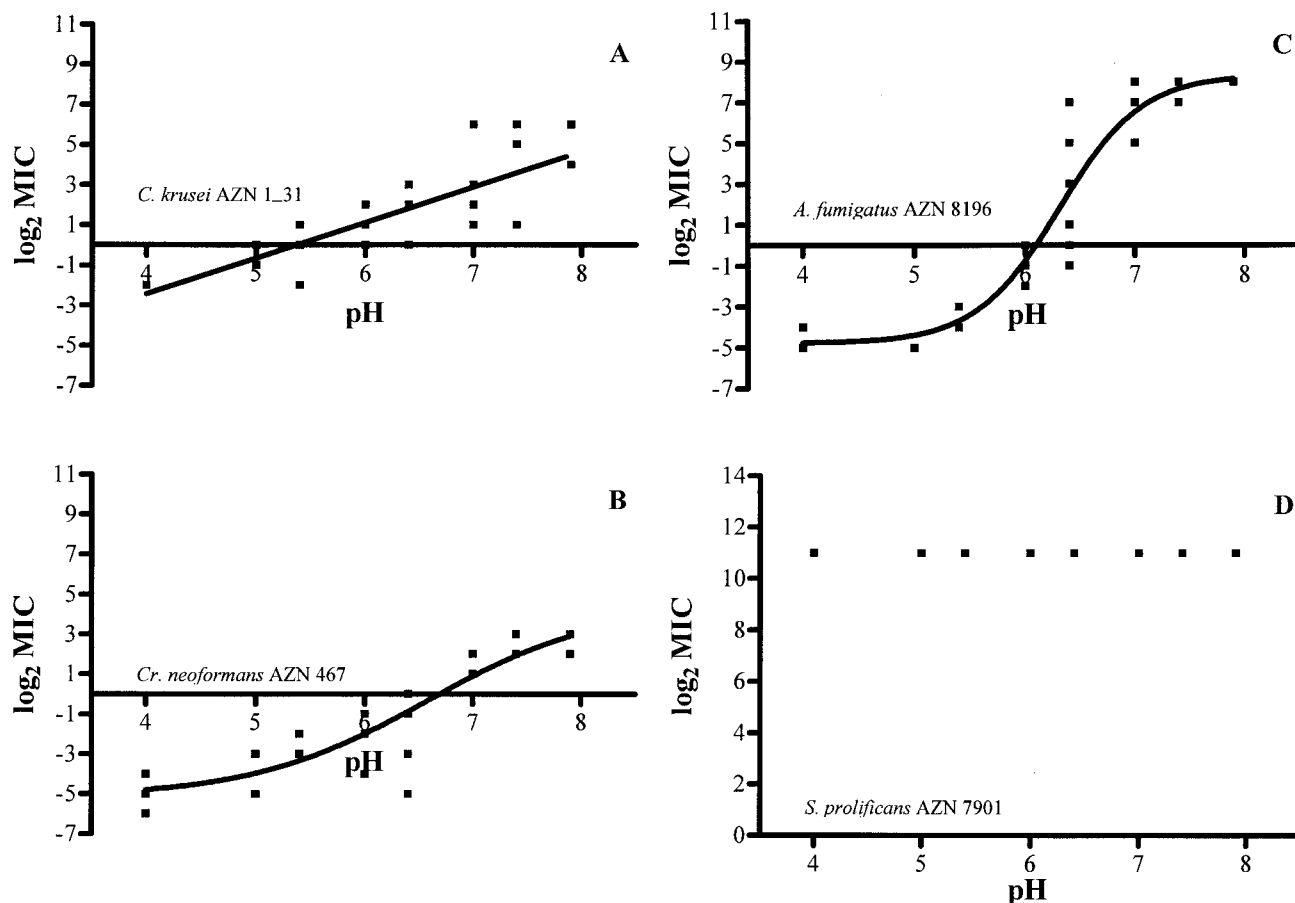 A
11
9
7
5
3
1
-1
-3
-5
-7
log₂ MIC
C. krusei AZN 1_31
4 5 6 7 8
pH
B
11
9
7
5
3
1
-1
-3
-5
-7
log₂ MIC
Cr. neoformans AZN 467
4 5 6 7 8
pH
C
11
9
7
5
3
1
-1
-3
-5
-7
log₂ MIC
A. fumigatus AZN 8196
4 5 6 7 8
pH
D
14
12
10
8
6
4
2
0
log₂ MIC
S. prolificans AZN 7901
4 5 6 7 8
pH